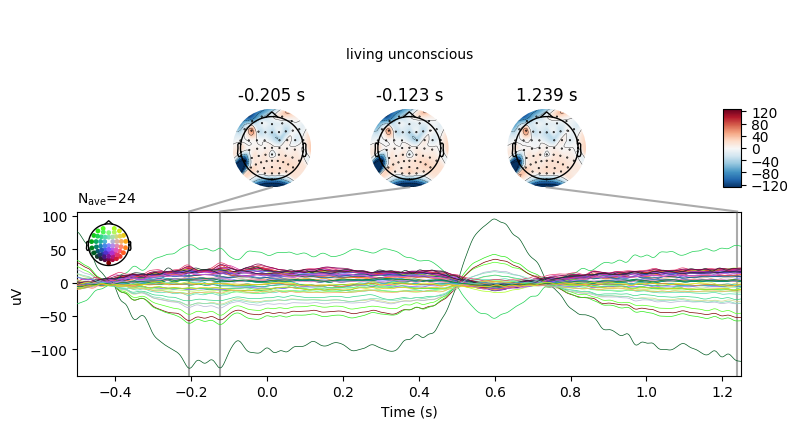 living unconscious
-0.205 s -0.123 s 1.239 s
120
80
40
0
−40
−80
−120
Nave=24
100
50
0
−50
−100
uV
−0.4 −0.2 0.0 0.2 0.4 0.6 0.8 1.0 1.2
Time (s)